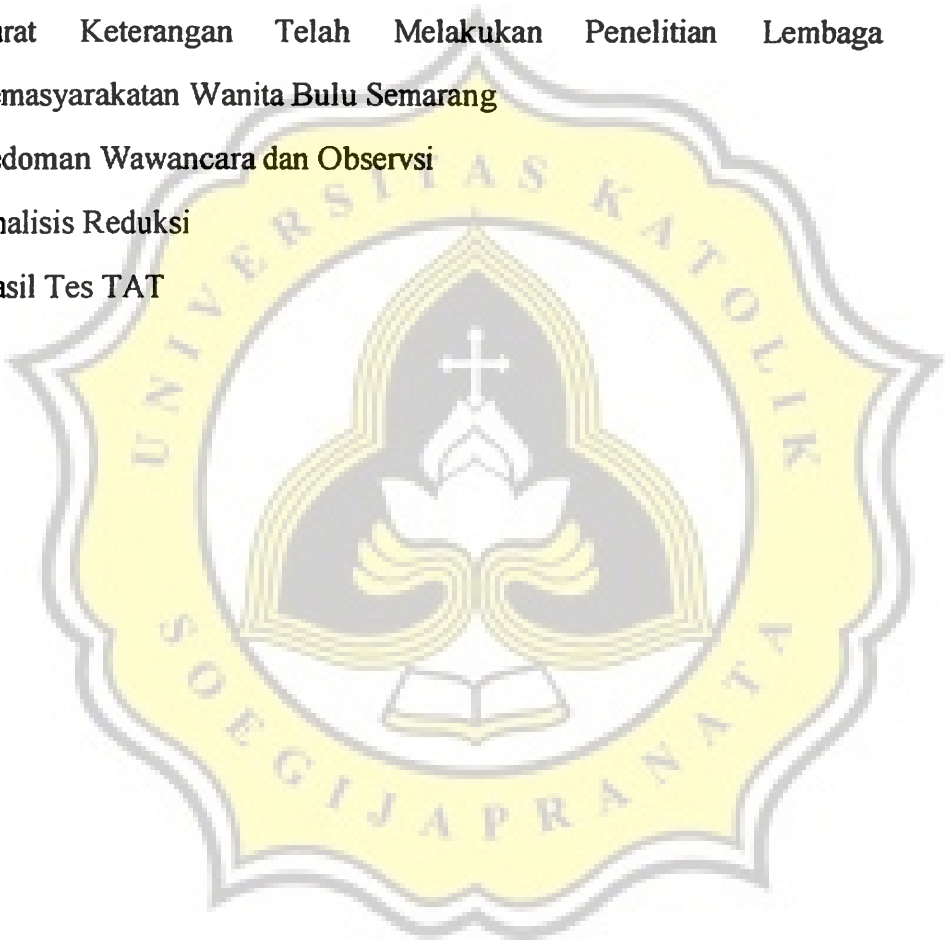 urat Keterangan Telah Melakukan Penelitian Lembaga
emasyarakatan Wanita Bulu Semarang
edoman Wawancara dan Observsi
nalisis Reduksi
asil Tes TAT
UNIVERSITAS KATOLIK
SOEGIJAPRANATA